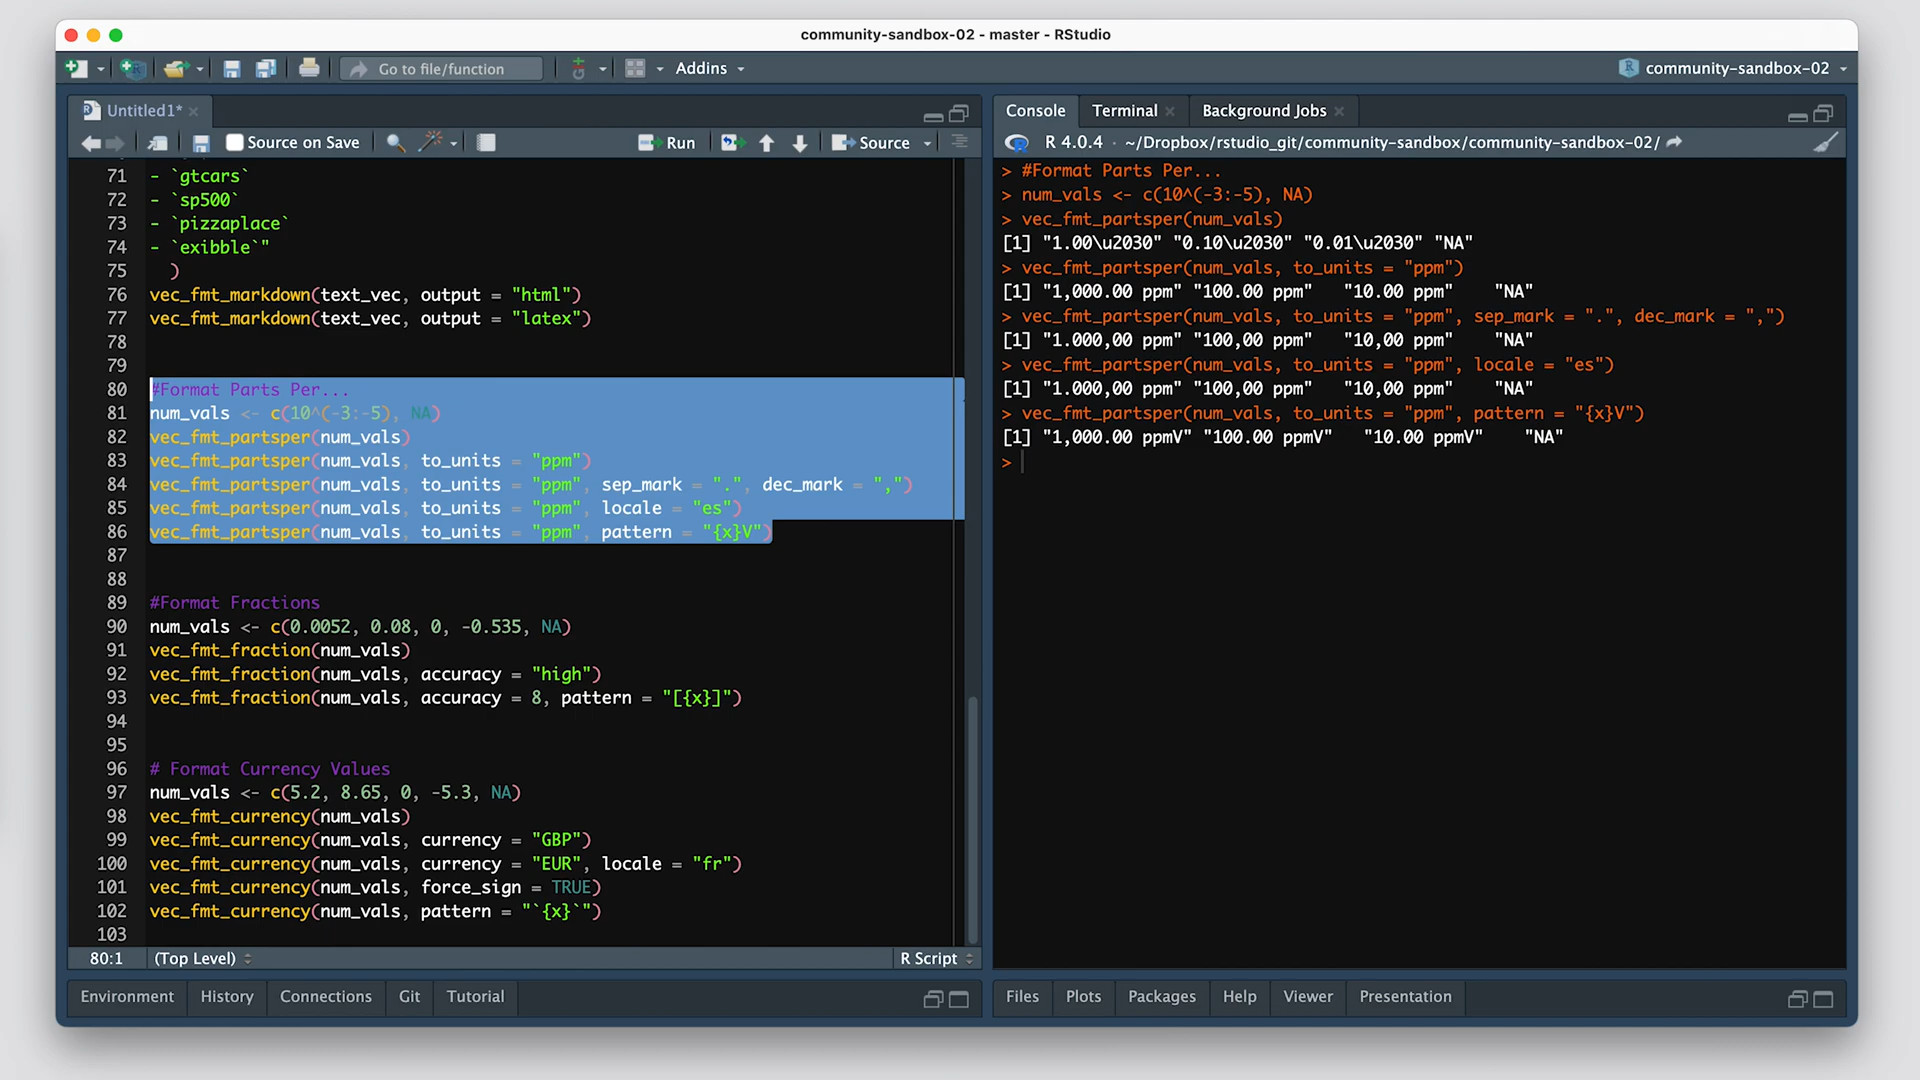 community-sandbox-02 - master - RStudio
Go to file/function
Addins
community-sandbox-02
Untitled1*
Source on Save
Run
Source
71 - `gtcars`
72 - `sp500`
73 - `pizzaplace`
74 - `exibble`"
75 )
76 vec_fmt_markdown(text_vec, output = "html")
77 vec_fmt_markdown(text_vec, output = "latex")
78
79
80 #Format Parts Per...
81 num_vals <- c(10^(-3:-5), NA)
82 vec_fmt_partsper(num_vals)
83 vec_fmt_partsper(num_vals, to_units = "ppm")
84 vec_fmt_partsper(num_vals, to_units = "ppm", sep_mark = ".", dec_mark = ",")
85 vec_fmt_partsper(num_vals, to_units = "ppm", locale = "es")
86 vec_fmt_partsper(num_vals, to_units = "ppm", pattern = "{x}V")
87
88
89 #Format Fractions
90 num_vals <- c(0.0052, 0.08, 0, -0.535, NA)
91 vec_fmt_fraction(num_vals)
92 vec_fmt_fraction(num_vals, accuracy = "high")
93 vec_fmt_fraction(num_vals, accuracy = 8, pattern = "[{x}]")
94
95
96 # Format Currency Values
97 num_vals <- c(5.2, 8.65, 0, -5.3, NA)
98 vec_fmt_currency(num_vals)
99 vec_fmt_currency(num_vals, currency = "GBP")
100 vec_fmt_currency(num_vals, currency = "EUR", locale = "fr")
101 vec_fmt_currency(num_vals, force_sign = TRUE)
102 vec_fmt_currency(num_vals, pattern = "`{x}`")
103
80:1 (Top Level) R Script
Environment History Connections Git Tutorial
Console Terminal Background Jobs
R 4.0.4 · ~/Dropbox/rstudio_git/community-sandbox/community-sandbox-02/
> #Format Parts Per...
> num_vals <- c(10^(-3:-5), NA)
> vec_fmt_partsper(num_vals)
[1] "1.00\u2030" "0.10\u2030" "0.01\u2030" "NA"
> vec_fmt_partsper(num_vals, to_units = "ppm")
[1] "1,000.00 ppm" "100.00 ppm" "10.00 ppm" "NA"
> vec_fmt_partsper(num_vals, to_units = "ppm", sep_mark = ".", dec_mark = ",")
[1] "1.000,00 ppm" "100,00 ppm" "10,00 ppm" "NA"
> vec_fmt_partsper(num_vals, to_units = "ppm", locale = "es")
[1] "1.000,00 ppm" "100,00 ppm" "10,00 ppm" "NA"
> vec_fmt_partsper(num_vals, to_units = "ppm", pattern = "{x}V")
[1] "1,000.00 ppmV" "100.00 ppmV" "10.00 ppmV" "NA"
>
Files Plots Packages Help Viewer Presentation